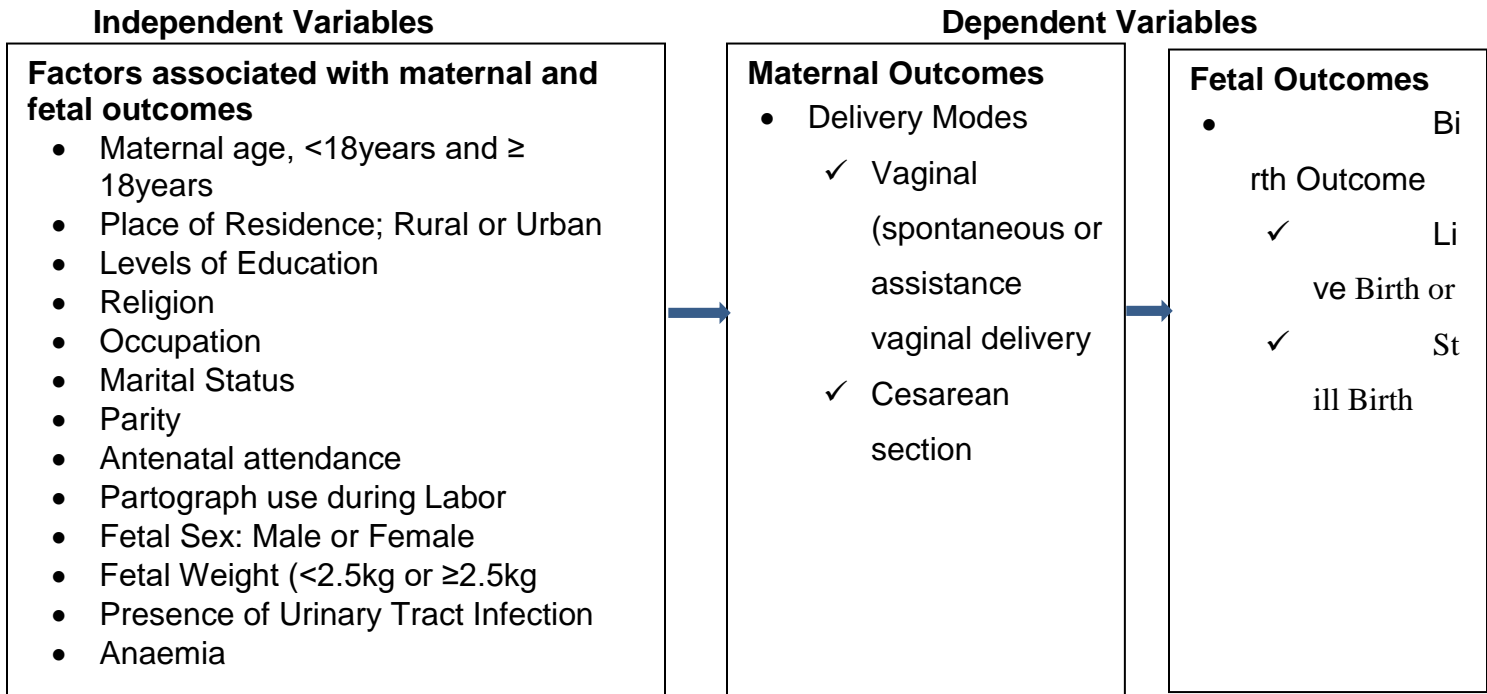 Independent Variables
Dependent Variables
Factors associated with maternal and
fetal outcomes
• Maternal age, <18years and ≥
18years
• Place of Residence; Rural or Urban
• Levels of Education
• Religion
• Occupation
• Marital Status
• Parity
• Antenatal attendance
• Partograph use during Labor
• Fetal Sex: Male or Female
• Fetal Weight (<2.5kg or ≥2.5kg
• Presence of Urinary Tract Infection
• Anaemia
Maternal Outcomes
• Delivery Modes
✓ Vaginal
(spontaneous or
assistance
vaginal delivery
✓ Cesarean
section
Fetal Outcomes
• Bi
rth Outcome
✓ Li
ve Birth or
✓ St
ill Birth